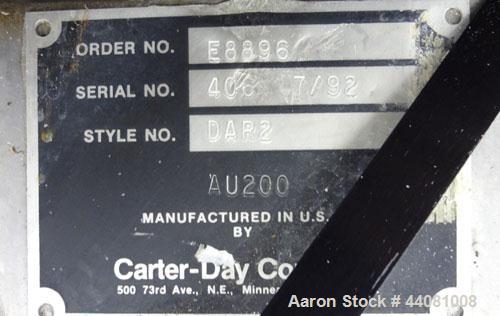 ORDER NO. E8896
SERIAL NO. 406 7/92
STYLE NO. DAR2
AU200
MANUFACTURED IN U.S.
BY
Carter-Day Co
500 73rd Ave., N.E., Minne
Aaron Stock # 44081008